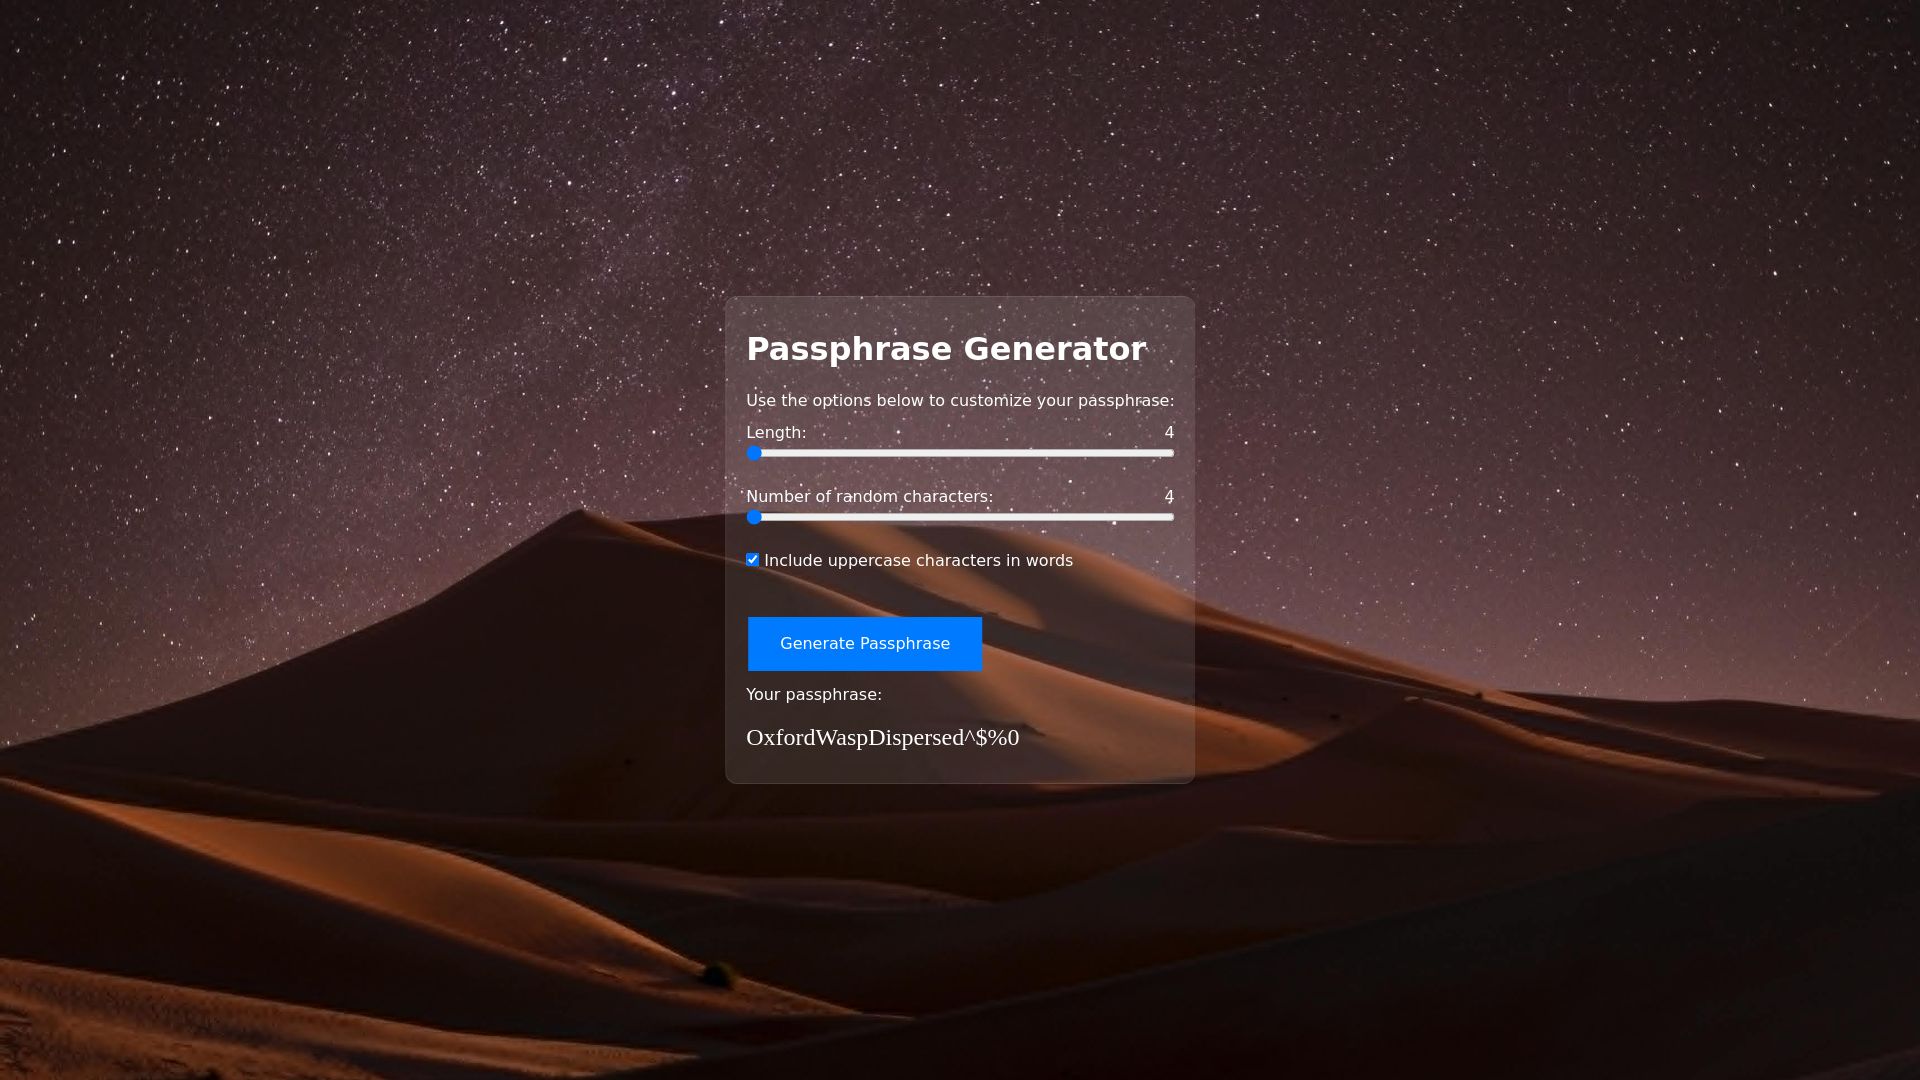 Passphrase Generator
Use the options below to customize your passphrase:
Length: 4
Number of random characters: 4
Include uppercase characters in words
Generate Passphrase
Your passphrase:
OxfordWaspDispersed^$%0